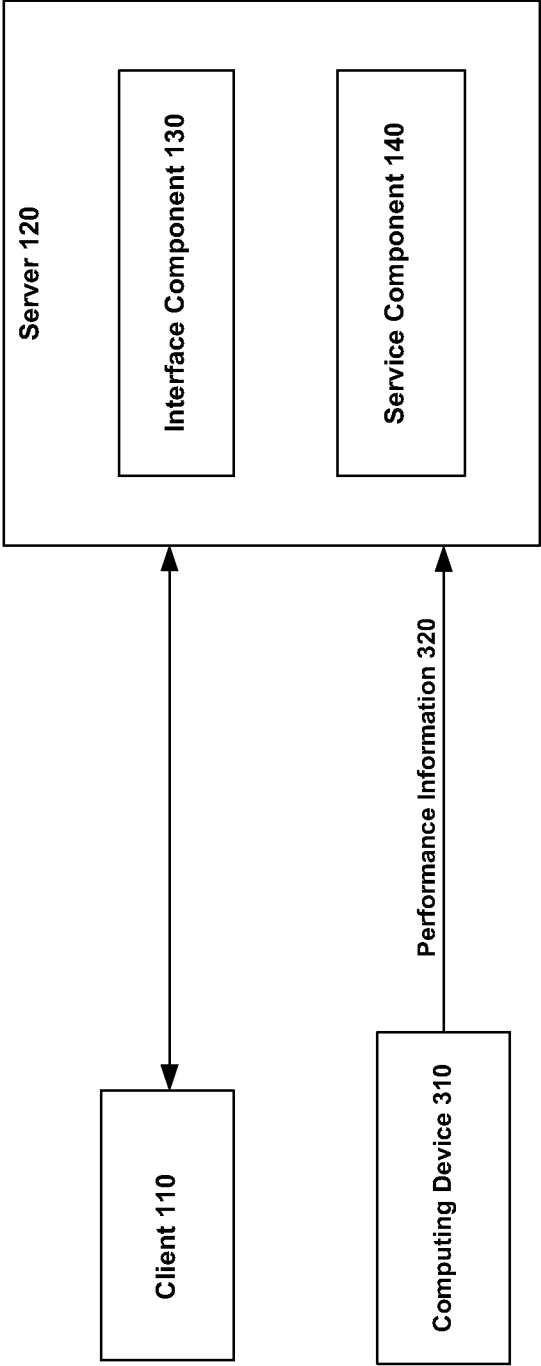 Server 120
Interface Component 130
Service Component 140
Performance Information 320
Client 110
Computing Device 310